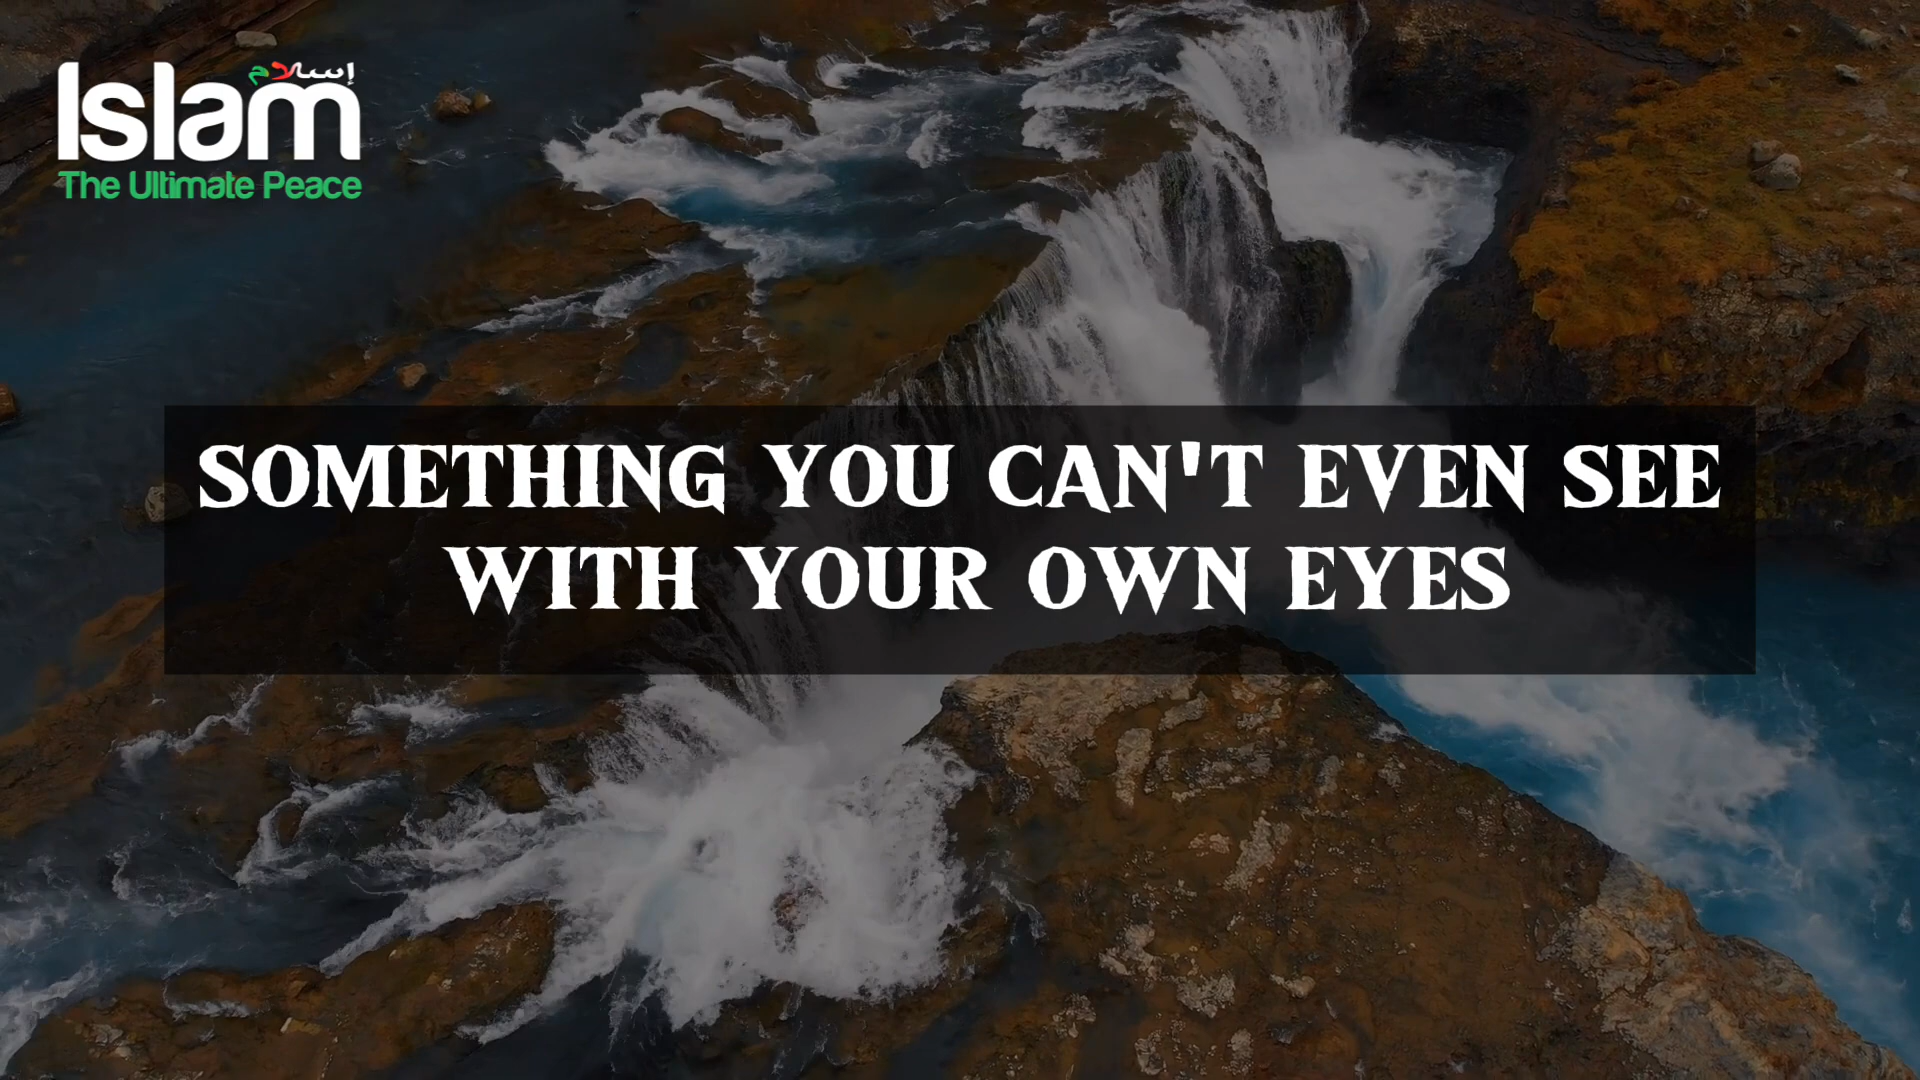 إسلام
Islam
The Ultimate Peace
SOMETHING YOU CAN'T EVEN SEE
WITH YOUR OWN EYES